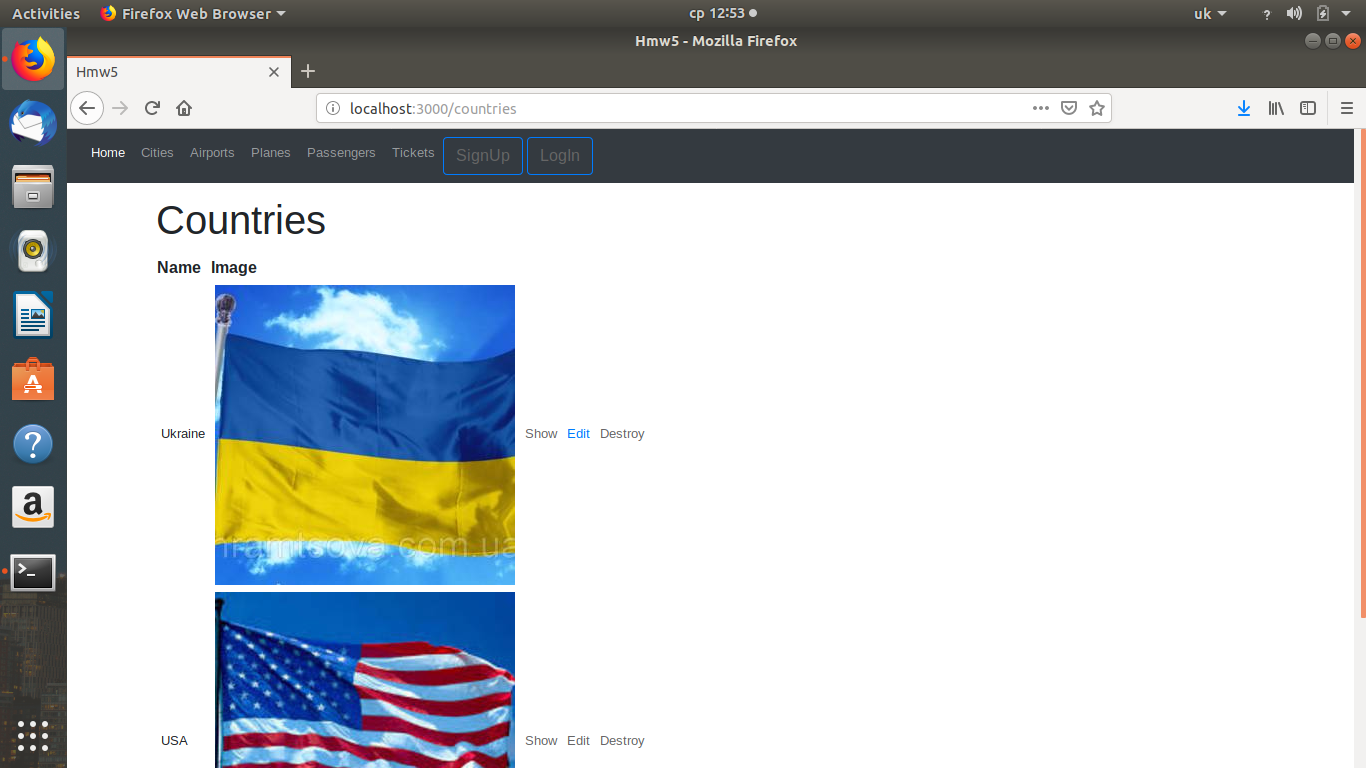 Activities Firefox Web Browser ср 12:53 uk
Hmw5 - Mozilla Firefox
Hmw5
localhost:3000/countries
Home Cities Airports Planes Passengers Tickets SignUp LogIn
Countries
Name Image
Ukraine Show Edit Destroy
hramtsova.com.ua
USA Show Edit Destroy